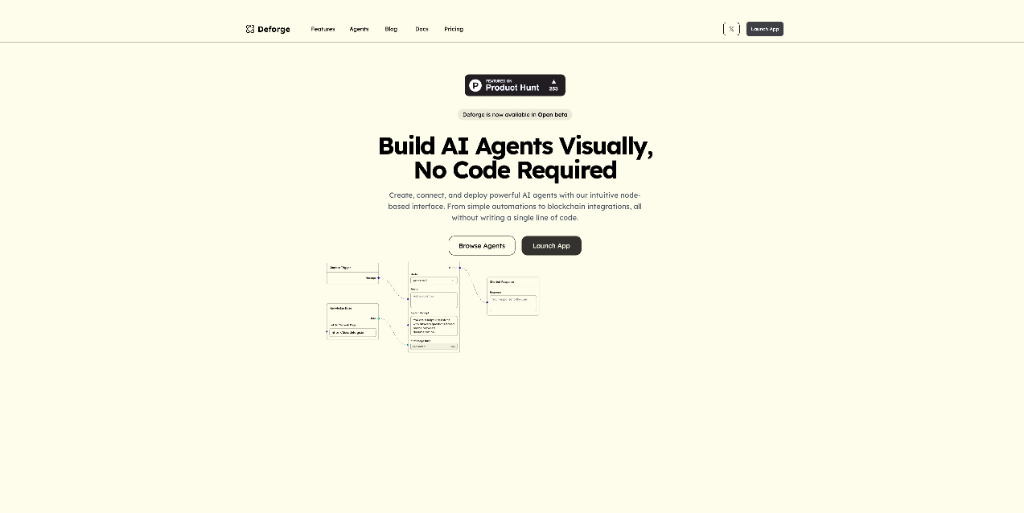 Deforge
Features
Agents
Blog
Docs
Pricing
Launch App
FEATURED ON
Product Hunt
253
Deforge is now available in Open beta
Build AI Agents Visually,
No Code Required
Create, connect, and deploy powerful AI agents with our intuitive node-
based interface. From simple automations to blockchain integrations, all
without writing a single line of code.
Browse Agents
Launch App